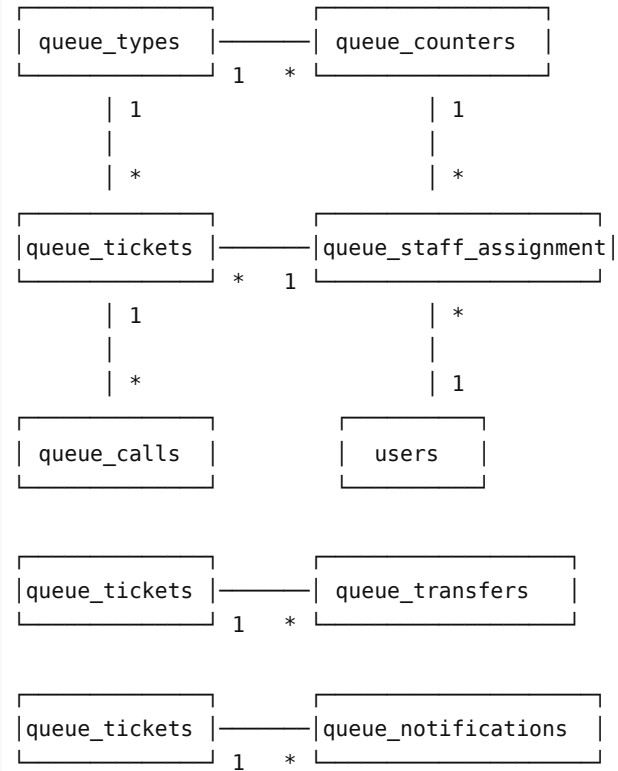 queue_types queue_counters
1 *
1 1
* *
queue_tickets queue_staff_assignment
* 1
1 *
* 1
queue_calls users
queue_tickets queue_transfers
1 *
queue_tickets queue_notifications
1 *